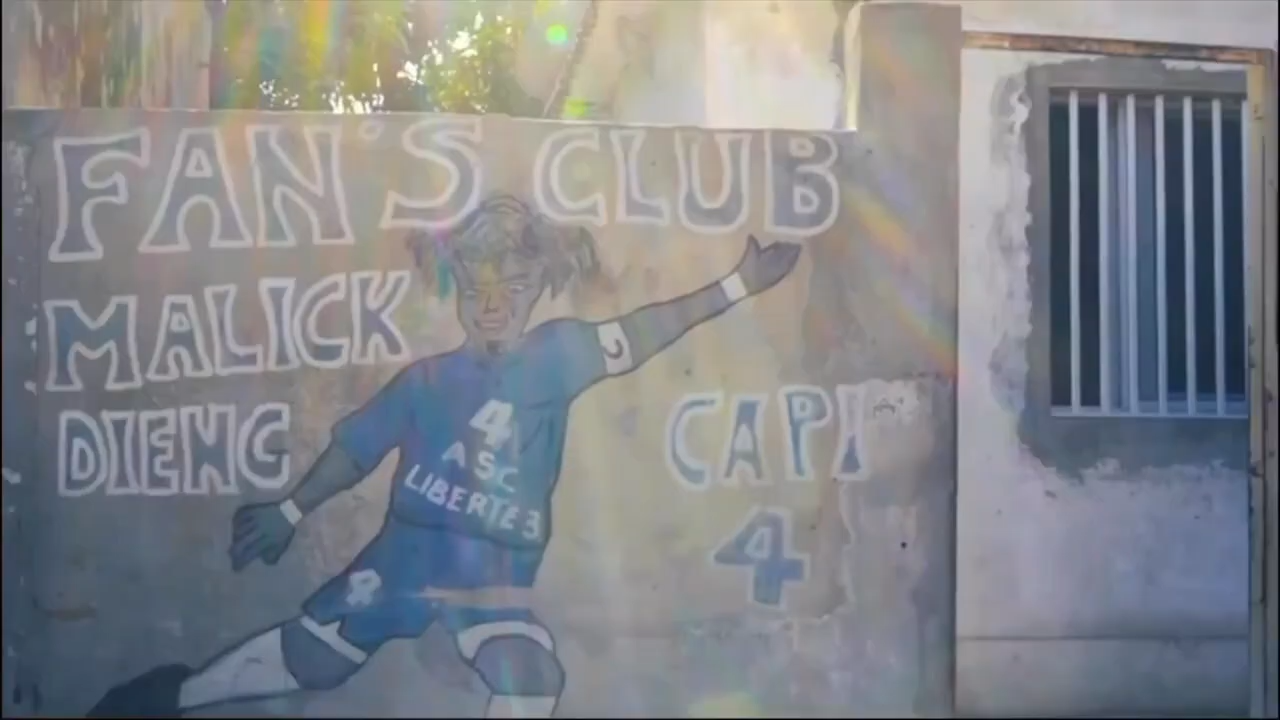 FAN'S CLUB
MALICK
DIENG
4
ASC
LIBERTE 3
C
CAPI
4